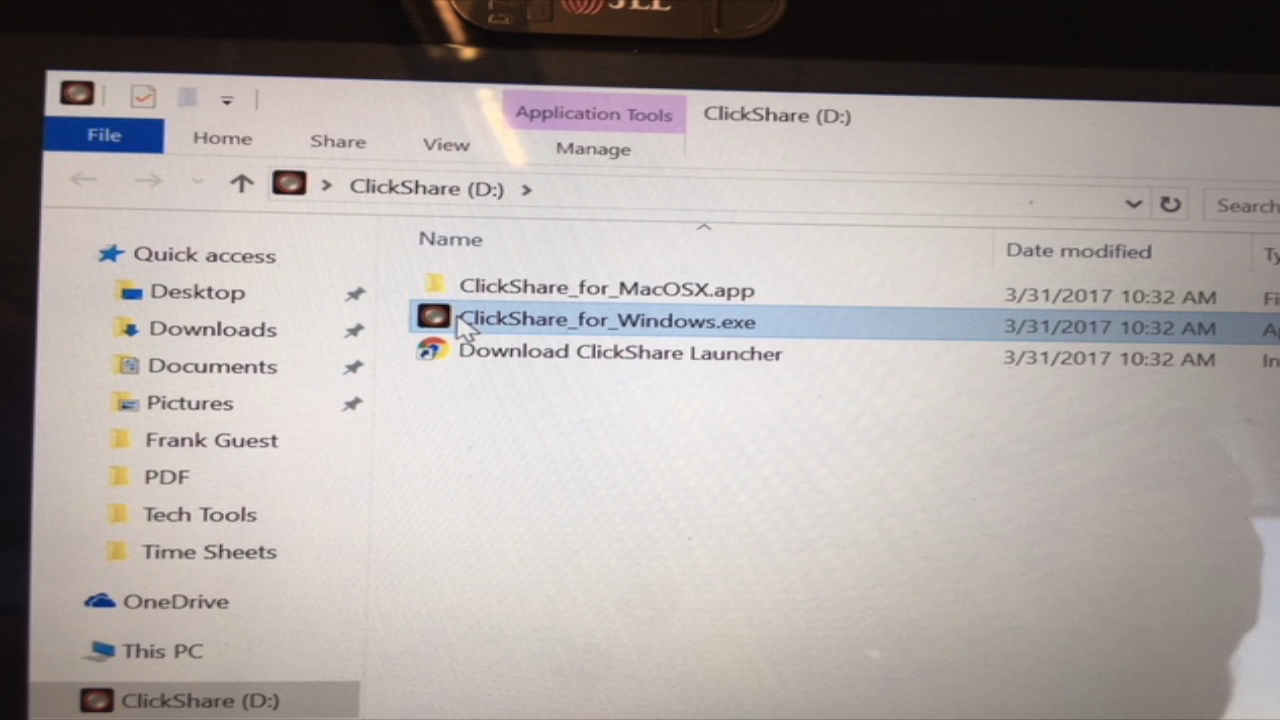 JLL
Application Tools
ClickShare (D:)
File
Home
Share
View
Manage
ClickShare (D:)
Search
Name
Date modified
Quick access
Desktop
Downloads
Documents
Pictures
Frank Guest
PDF
Tech Tools
Time Sheets
OneDrive
This PC
ClickShare (D:)
ClickShare_for_MacOSX.app
3/31/2017 10:32 AM
ClickShare_for_Windows.exe
3/31/2017 10:32 AM
Download ClickShare Launcher
3/31/2017 10:32 AM